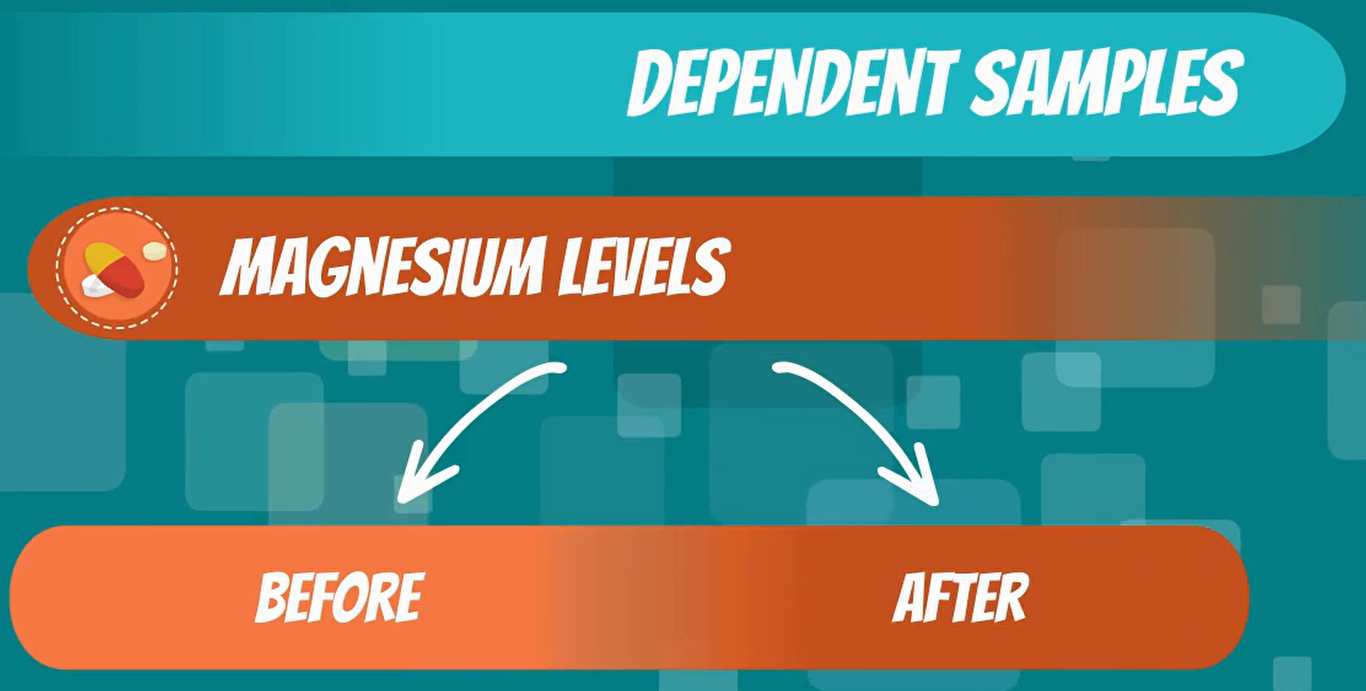 DEPENDENT SAMPLES
MAGNESIUM LEVELS
BEFORE
AFTER